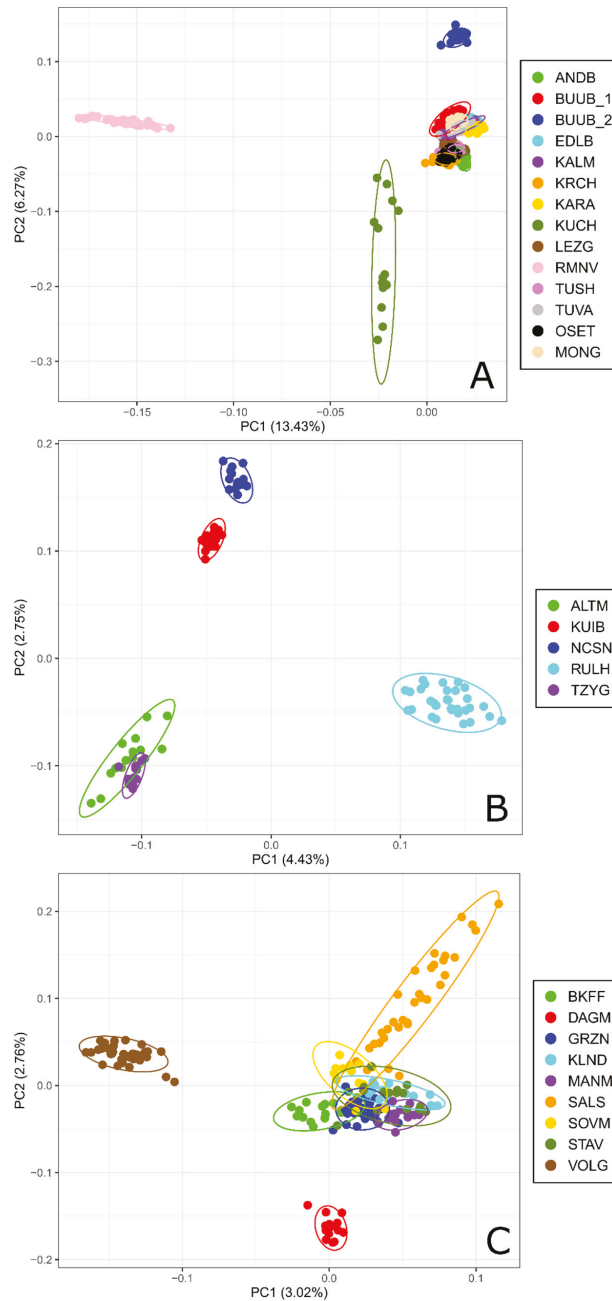 0.1
0.0
−0.1
−0.2
−0.3
PC2 (6.27%)
−0.15
−0.10
−0.05
0.00
PC1 (13.43%)
A
ANDB
BUUB_1
BUUB_2
EDLB
KALM
KRCH
KARA
KUCH
LEZG
RMNV
TUSH
TUVA
OSET
MONG
0.2
0.1
0.0
−0.1
PC2 (2.75%)
−0.1
0.0
0.1
PC1 (4.43%)
B
ALTM
KUIB
NCSN
RULH
TZYG
0.2
0.1
0.0
−0.1
−0.2
PC2 (2.76%)
−0.1
0.0
0.1
PC1 (3.02%)
C
BKFF
DAGM
GRZN
KLND
MANM
SALS
SOVM
STAV
VOLG